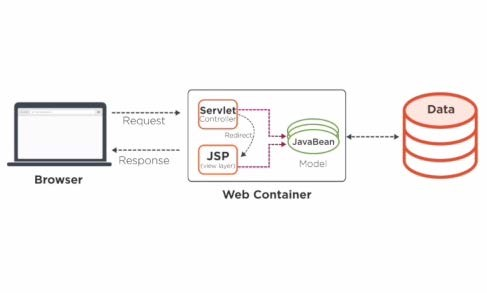 Request
Response
Browser
Servlet
Controller
Redirect
JSP
(view layer)
JavaBean
Model
Web Container
Data